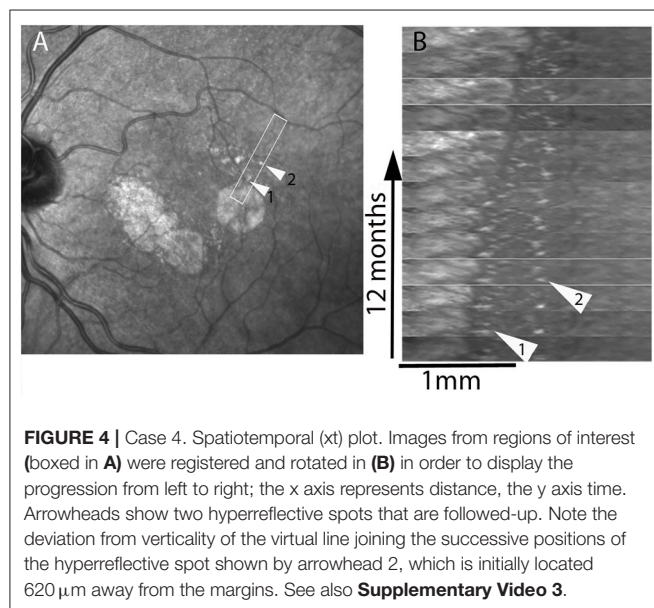 A
B
2
1
12 months
2
1
1mm
FIGURE 4 | Case 4. Spatiotemporal (xt) plot. Images from regions of interest
(boxed in A) were registered and rotated in (B) in order to display the
progression from left to right; the x axis represents distance, the y axis time.
Arrowheads show two hyperreflective spots that are followed-up. Note the
deviation from verticality of the virtual line joining the successive positions of
the hyperreflective spot shown by arrowhead 2, which is initially located
620 μm away from the margins. See also Supplementary Video 3.